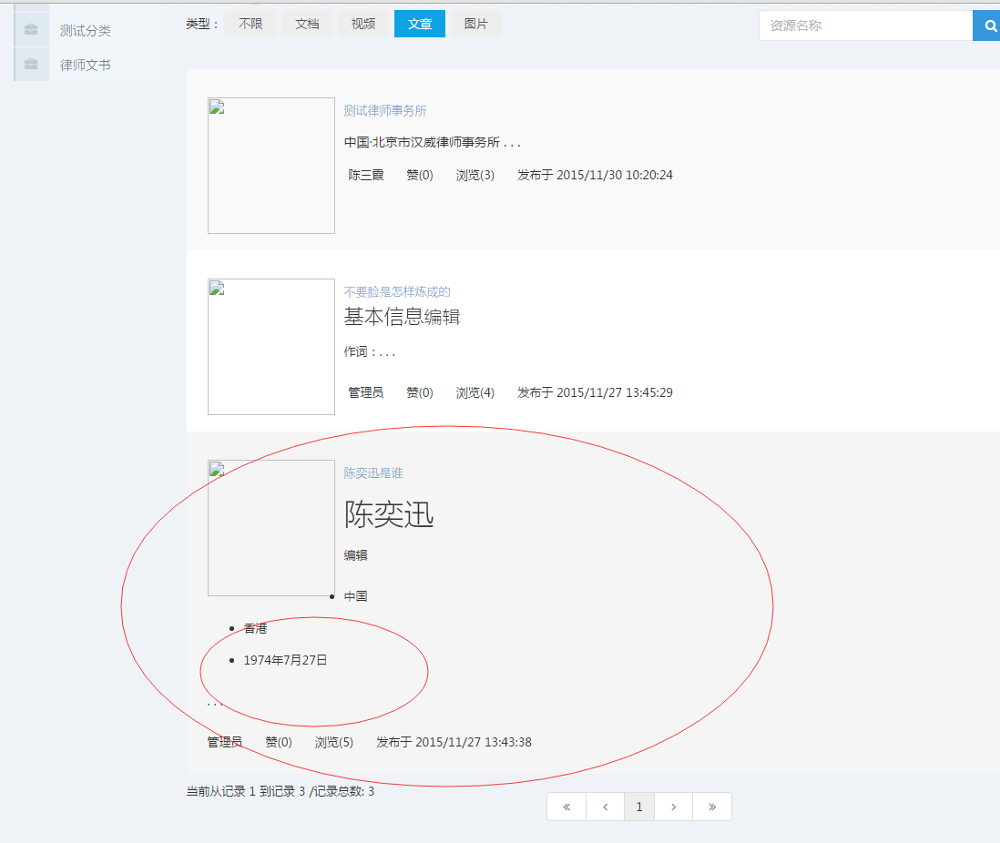 测试分类
律师文书
类型： 不限 文档 视频 文章 图片
资源名称
测试律师事务所
中国·北京市汉威律师事务所 . . .
陈三霞 赞(0) 浏览(3) 发布于 2015/11/30 10:20:24
不要脸是怎样炼成的
基本信息编辑
作词：. . .
管理员 赞(0) 浏览(4) 发布于 2015/11/27 13:45:29
陈奕迅是谁
陈奕迅
编辑
• 中国
• 香港
• 1974年7月27日
. . .
管理员 赞(0) 浏览(5) 发布于 2015/11/27 13:43:38
当前从记录 1 到记录 3 /记录总数: 3
« ‹ 1 › »